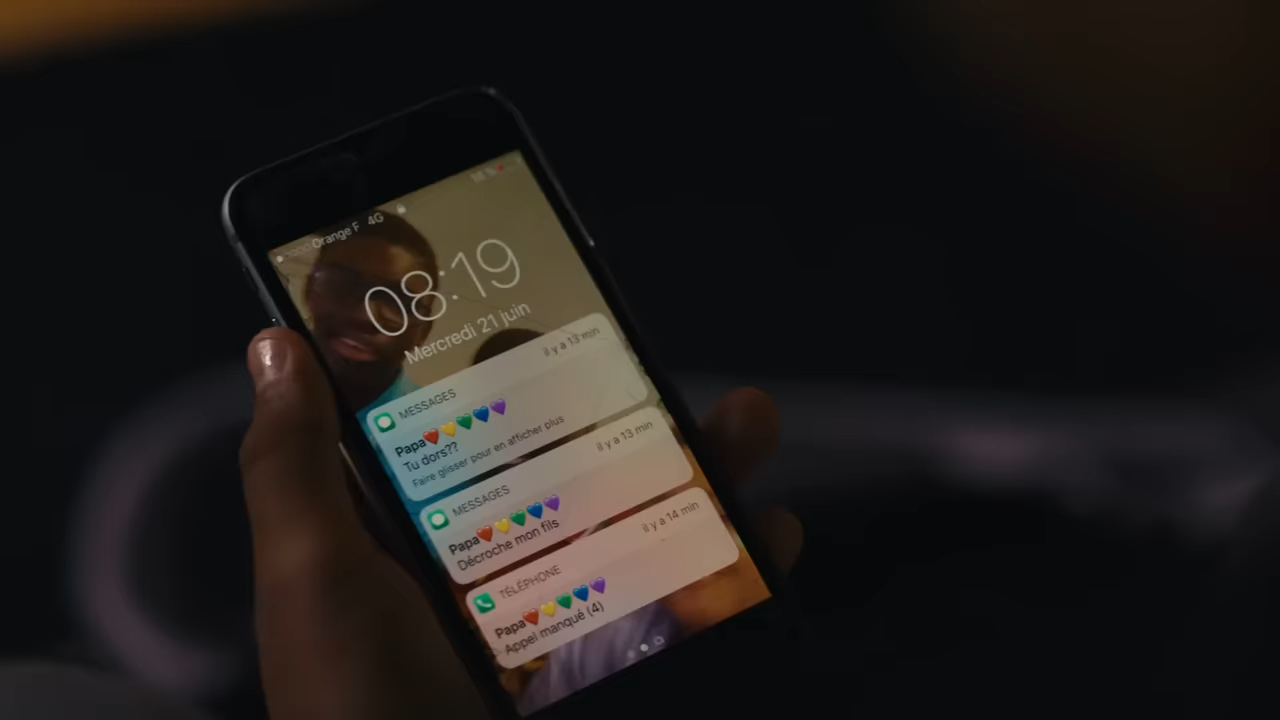 Orange F 4G
08:19
Mercredi 21 juin
MESSAGES il y a 13 min
Papa❤️💛💚💙💜
Tu dors??
Faire glisser pour en afficher plus
MESSAGES il y a 13 min
Papa❤️💛💚💙💜
Décroche mon fils
TÉLÉPHONE il y a 14 min
Papa❤️💛💚💙💜
Appel manqué (4)